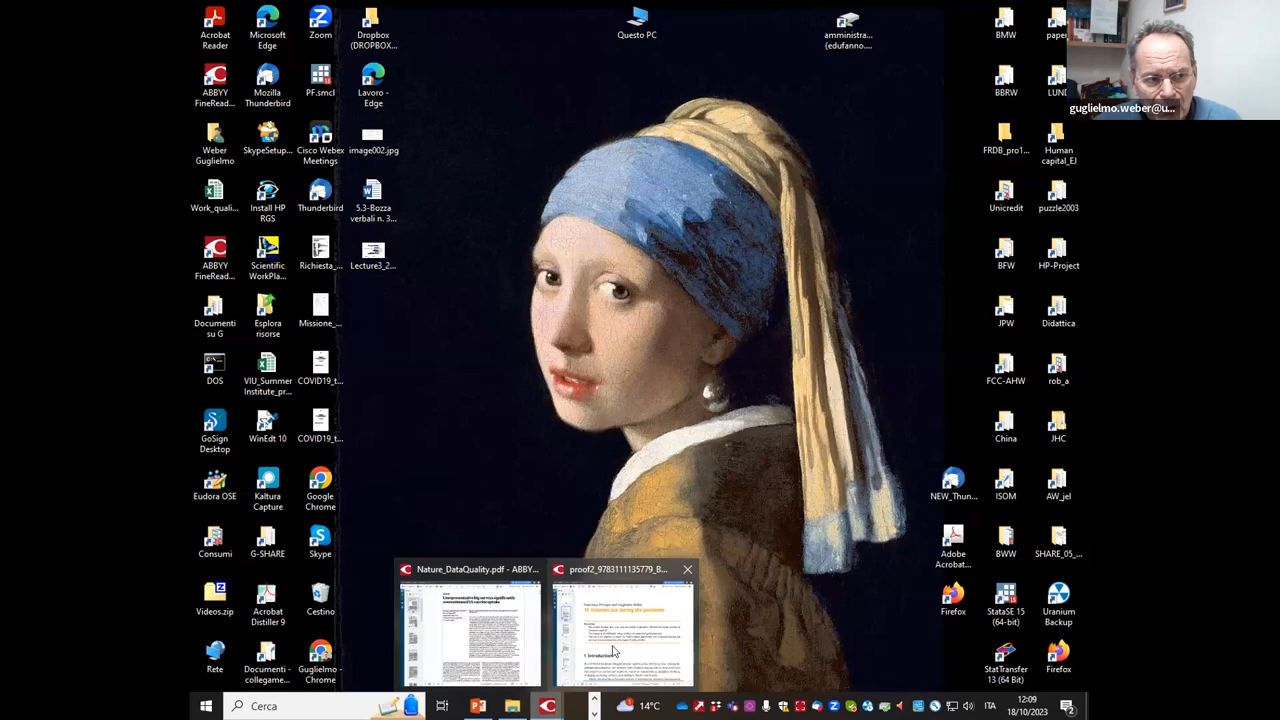 Acrobat
Reader
Microsoft
Edge
Zoom
Dropbox
(DROPBOX...
Questo PC
amministra...
(edufanno....
BMW
pape
ABBYY
FineRead...
Mozilla
Thunderbird
PF.smcl
Lavoro -
Edge
BBRW
LUND
guglielmo.weber@u...
Weber
Guglielmo
SkypeSetup...
Cisco Webex
Meetings
image002.jpg
FRDB_pro1...
Human
capital_EJ
Work_quali...
Install HP
RGS
Thunderbird
5.3-Bozza
verbali n. 3...
Unicredit
puzzle2003
ABBYY
FineRead...
Scientific
WorkPla...
Richiesta_...
Lecture3_2...
BFW
HP-Project
Documenti
su G
Esplora
risorse
Missione_...
JPW
Didattica
DOS
VIU_Summer
Institute_pr...
COVID19_t...
FCC-AHW
rob_a
GoSign
Desktop
WinEdt 10
COVID19_t...
China
JHC
Eudora OSE
Kaltura
Capture
Google
Chrome
NEW_Thun...
ISOM
AW_jel
Consumi
G-SHARE
Skype
Adobe
Acrobat...
BWW
SHARE_05_...
Nature_DataQuality.pdf - ABBY...
proof2_9783111135779_B...
Videos.zip
Acrobat
Distiller 9
Cestino
Firefox
StataSE 15
(64-bit)
Uranium
Backup
1 Introduction
Rete
Documenti -
collegame...
Guglielmo -
Chrome
StatTransfer
13 (64 Bit)
Firefox
Cerca
14°C
ITA
12:09
18/10/2023
2